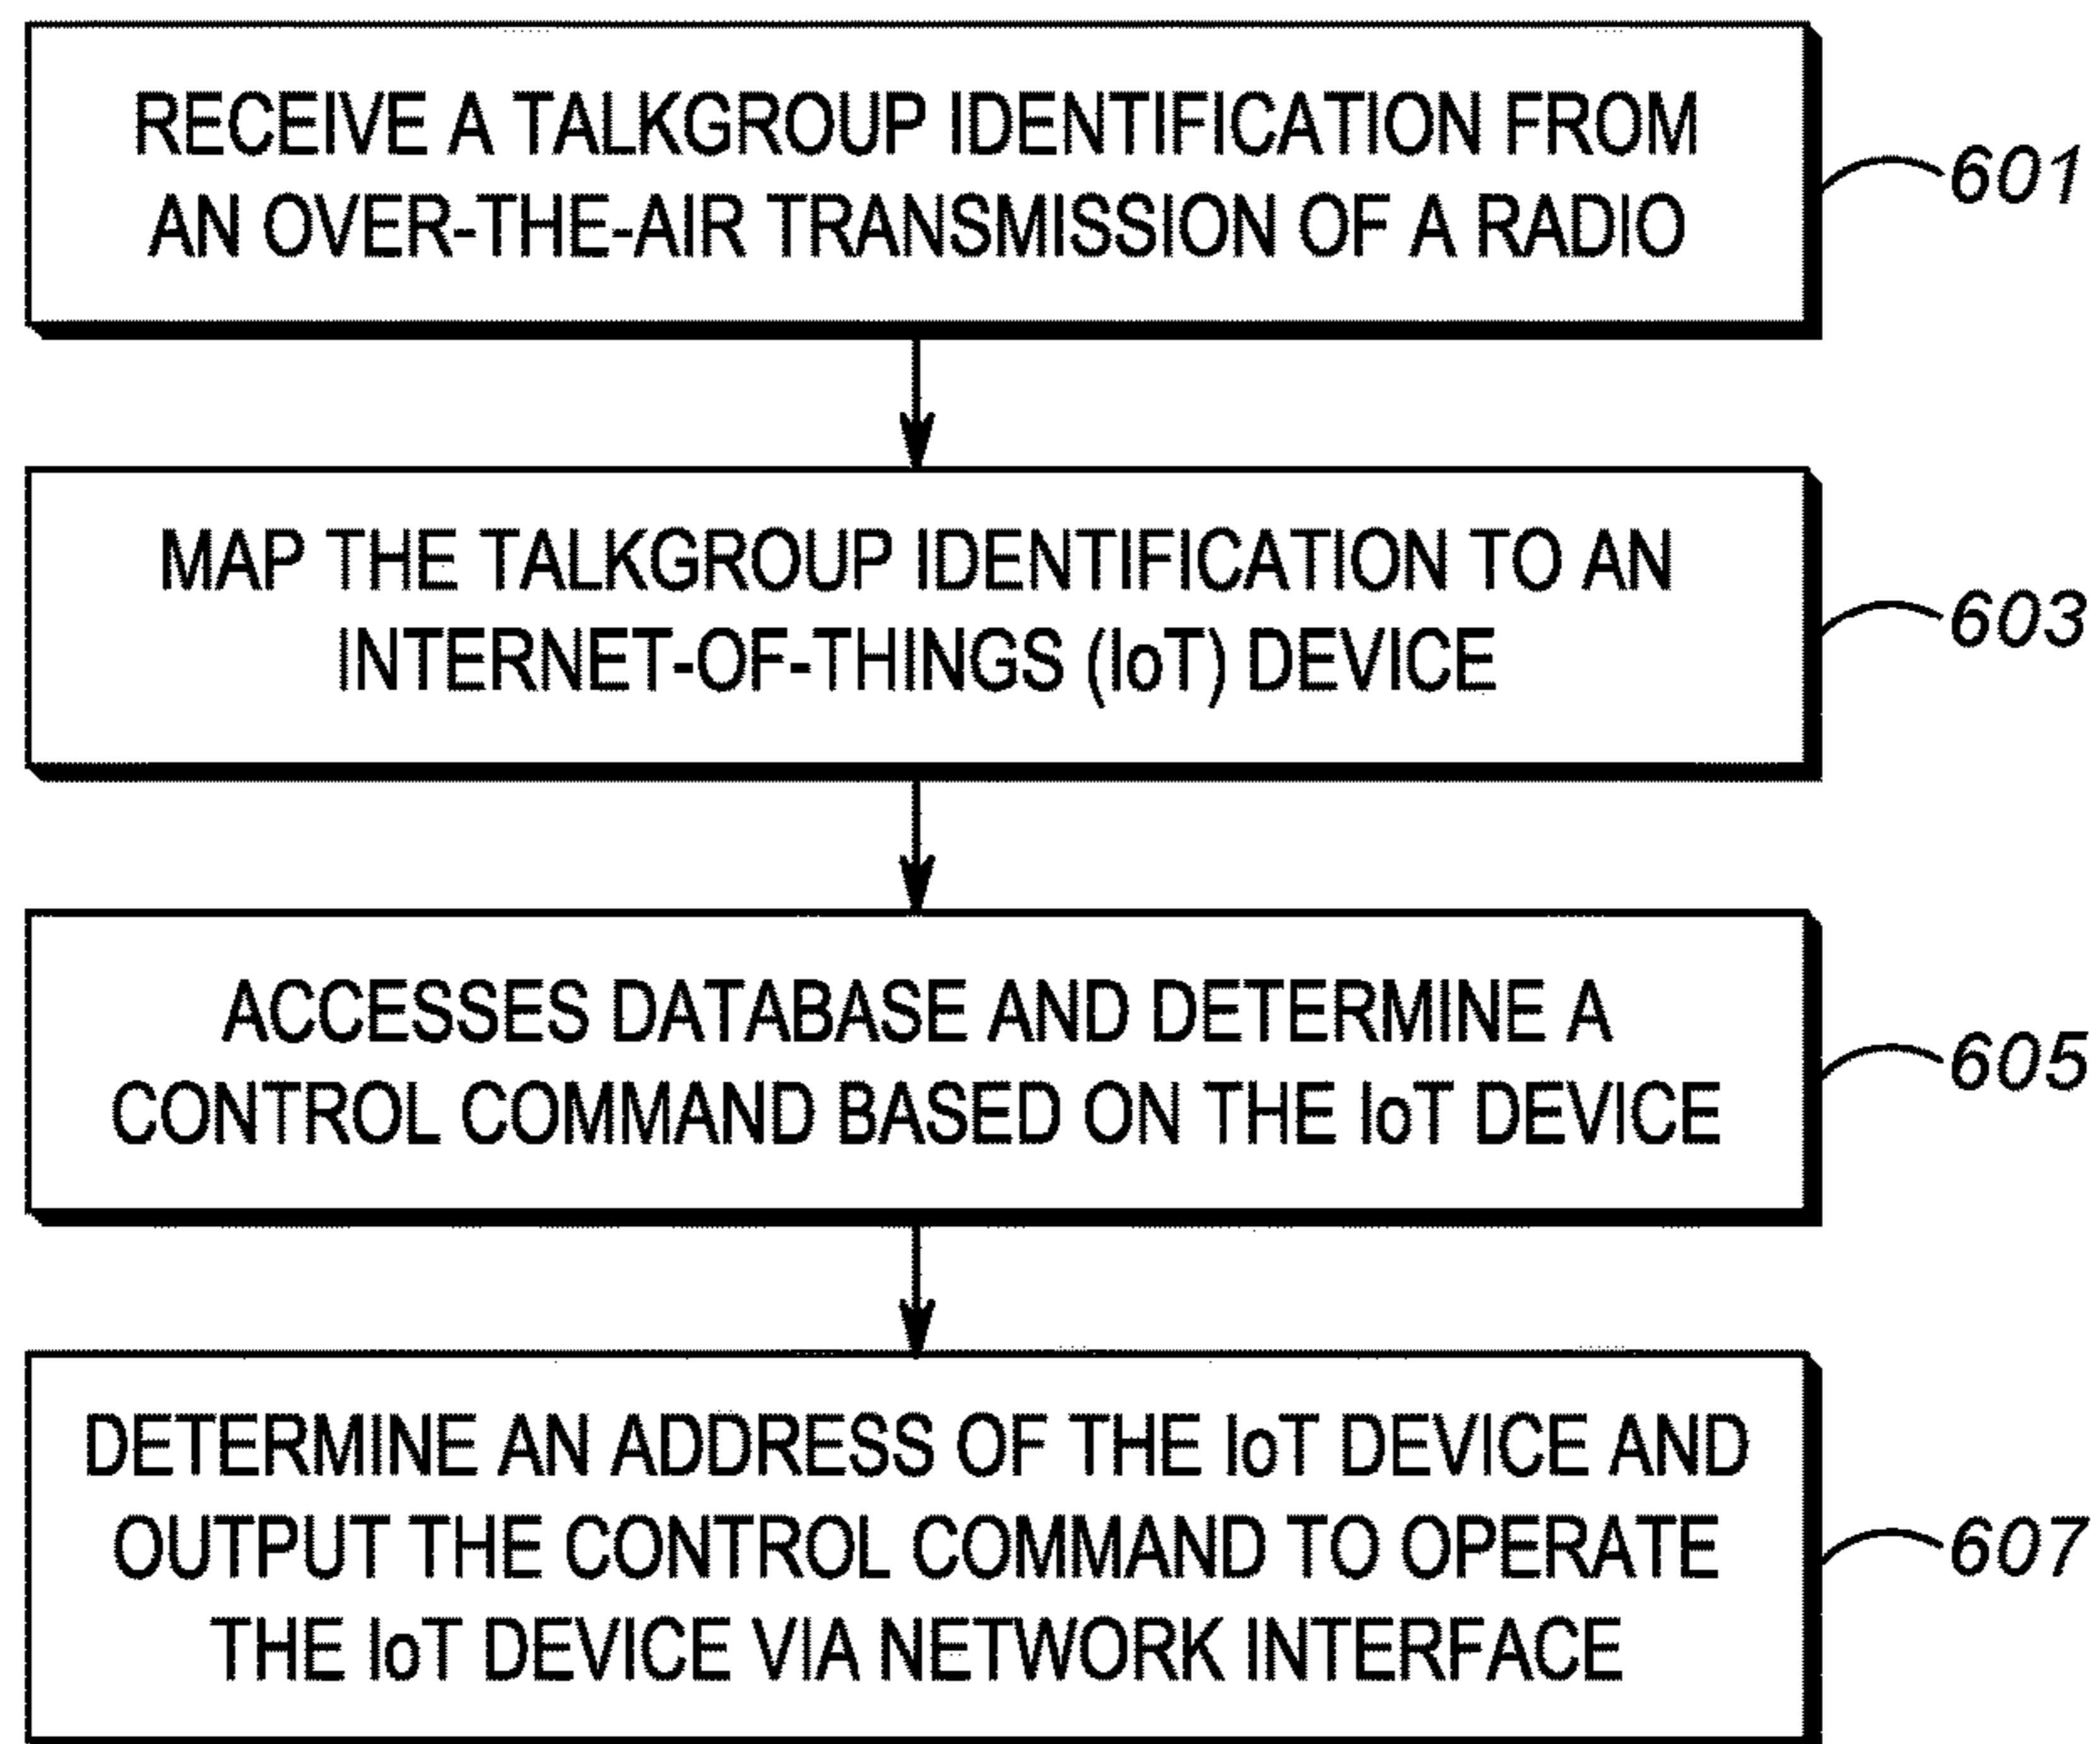 RECEIVE A TALKGROUP IDENTIFICATION FROM
AN OVER-THE-AIR TRANSMISSION OF A RADIO
601
MAP THE TALKGROUP IDENTIFICATION TO AN
INTERNET-OF-THINGS (IoT) DEVICE
603
ACCESSES DATABASE AND DETERMINE A
CONTROL COMMAND BASED ON THE IoT DEVICE
605
DETERMINE AN ADDRESS OF THE IoT DEVICE AND
OUTPUT THE CONTROL COMMAND TO OPERATE
THE IoT DEVICE VIA NETWORK INTERFACE
607